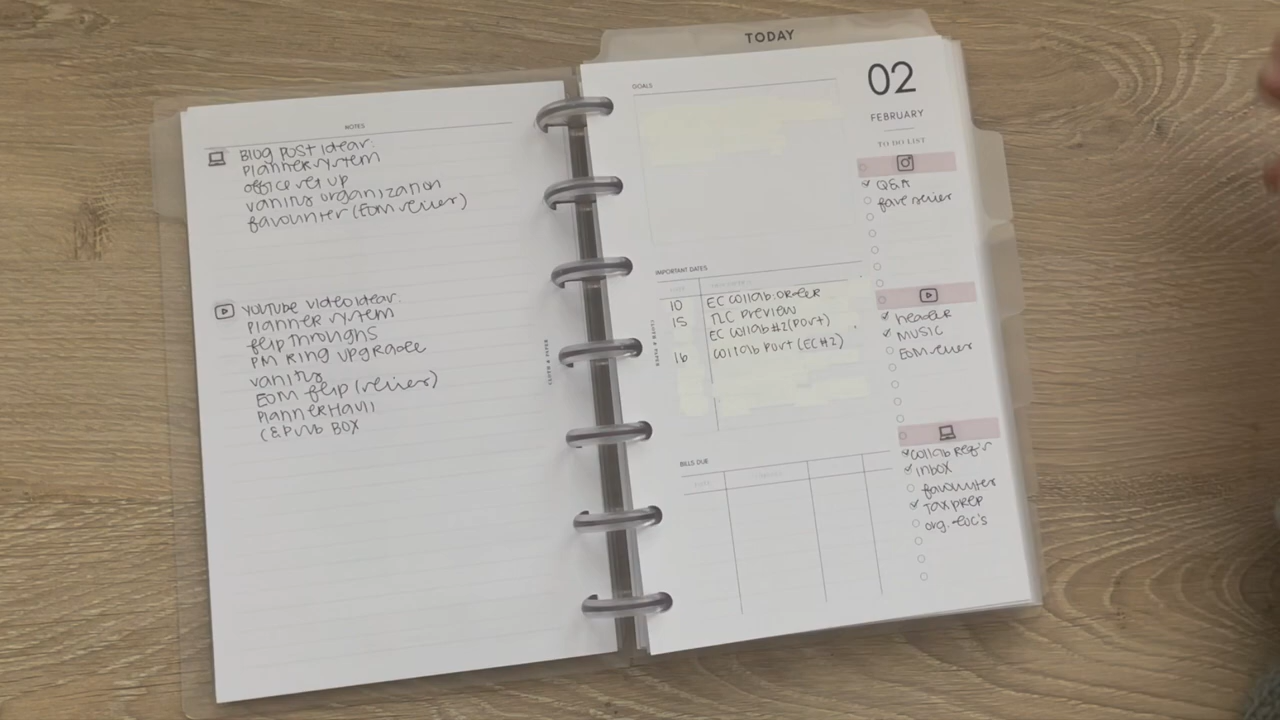 NOTES
Blog Post Ideas:
planner system
office set up
vanity organization
favourites (EOM series)
YouTube video ideas:
planner system
flip throughs
PM Ring upgrade
vanity
EOM flip (series)
planner Haul
BOX
TODAY
GOALS
02
FEBRUARY
TO DO LIST
Q&A
fave series
IMPORTANT DATES
10 EC collab: order
15 TLC preview
EC collab #2 (Post)
16 collab post (EC #2)
header
MUSIC
EOM series
BILLS DUE
collab req's
inbox
favourites
Tax prep
org.